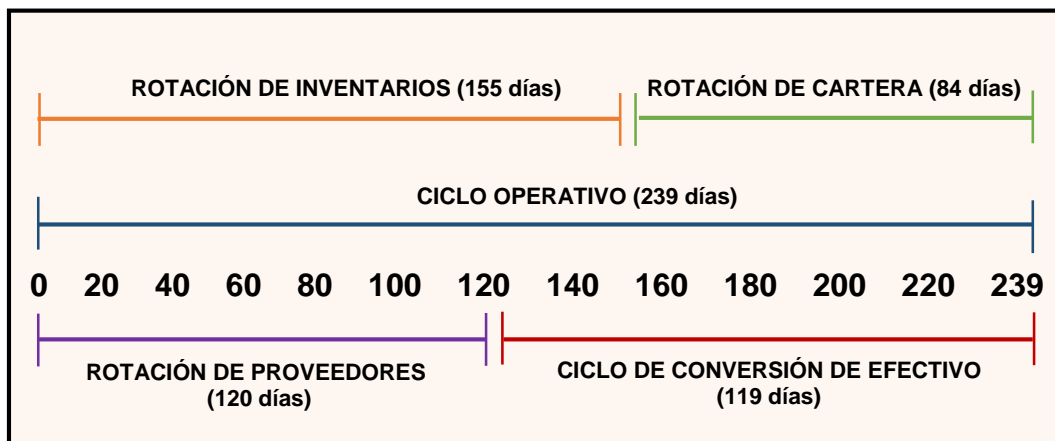 ROTACIÓN DE INVENTARIOS (155 días)
ROTACIÓN DE CARTERA (84 días)
CICLO OPERATIVO (239 días)
0 20 40 60 80 100 120 140 160 180 200 220 239
ROTACIÓN DE PROVEEDORES
(120 días)
CICLO DE CONVERSIÓN DE EFECTIVO
(119 días)